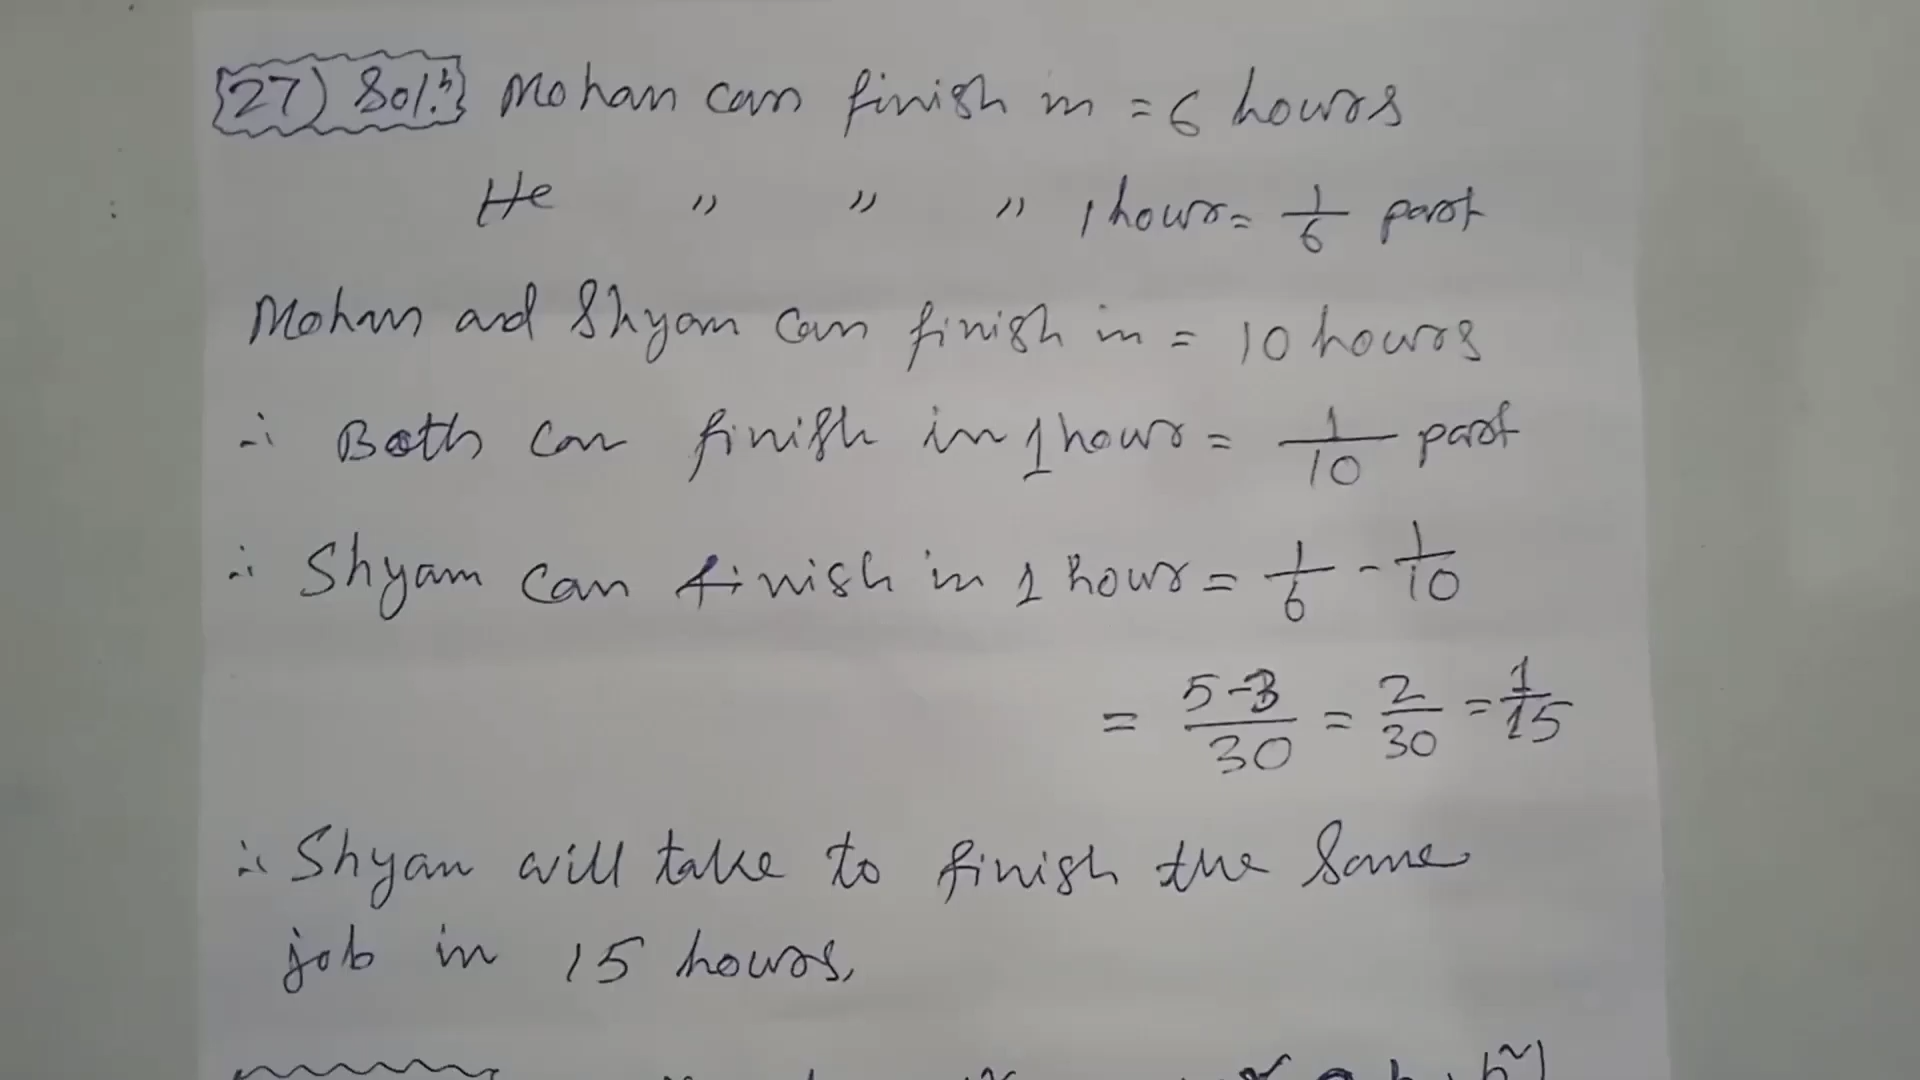 27) Solⁿ. Mohan can finish in = 6 hours
He " " " 1 hour = 1/6 part
Mohan and Shyam can finish in = 10 hours
∴ Both can finish in 1 hour = 1/10 part
∴ Shyam can finish in 1 hour = 1/6 - 1/10
= 5-3/30 = 2/30 = 1/15
∴ Shyam will take to finish the same
job in 15 hours.